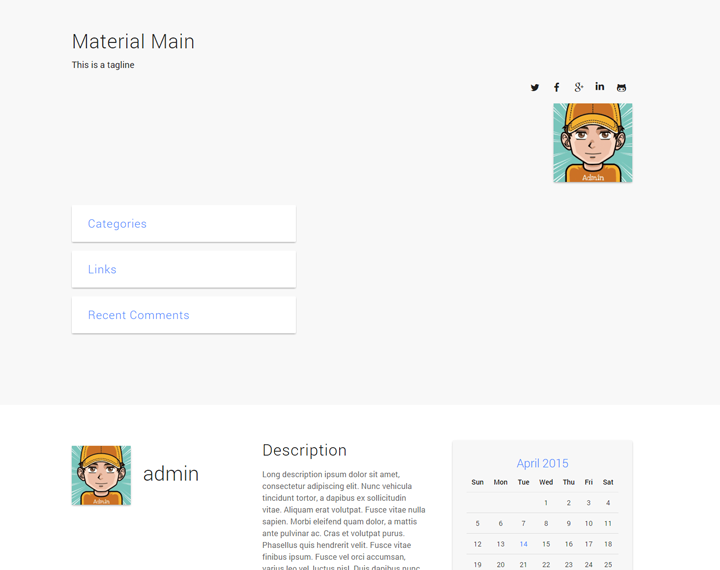 Material Main
This is a tagline
Admin
Categories
Links
Recent Comments
Admin
admin
Description
Long description ipsum dolor sit amet,
consectetur adipiscing elit. Nunc vehicula
tincidunt tortor, a dapibus ex sollicitudin
vitae. Aliquam erat volutpat. Fusce vitae nulla
sapien. Morbi eleifend quam dolor, a mattis
ante pulvinar ac. Cras et volutpat purus.
Phasellus quis hendrerit velit. Fusce vitae
finibus ipsum. Fusce vel orci accumsan,
varius leo vel, luctus nisl. Duis dapibus nunc
April 2015
Sun Mon Tue Wed Thu Fri Sat
1 2 3 4
5 6 7 8 9 10 11
12 13 14 15 16 17 18
19 20 21 22 23 24 25